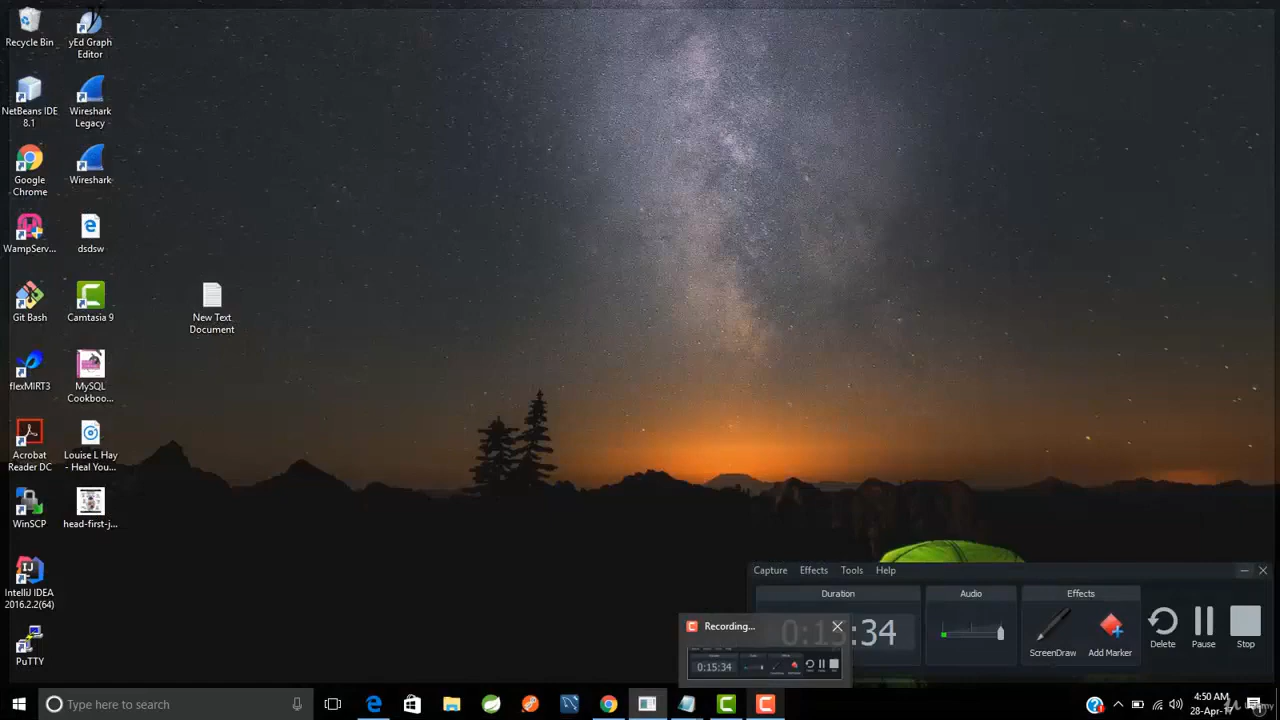 Recycle Bin
yEd Graph
Editor
NetBeans IDE
8.1
Wireshark
Legacy
Google
Chrome
Wireshark
WampServ...
dsdsw
Git Bash
Camtasia 9
New Text
Document
flexMIRT3
MySQL
Cookboo...
Acrobat
Reader DC
Louise L Hay
- Heal You...
WinSCP
head-first-j...
IntelliJ IDEA
2016.2.2(64)
PuTTY
Capture Effects Tools Help
Duration
Audio
Effects
0:15:34
ScreenDraw
Add Marker
Delete
Pause
Stop
Recording...
0:15:34
Type here to search
4:50 AM
28-Apr-